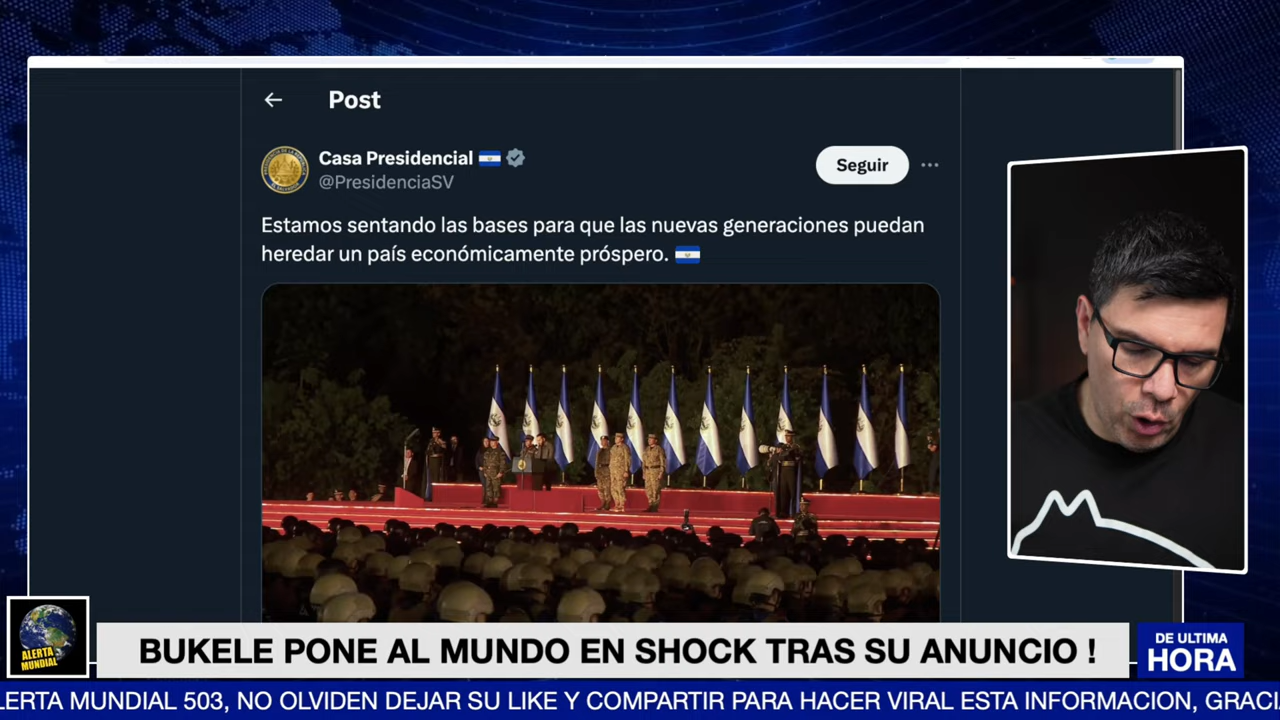 Post
Casa Presidencial
@PresidenciaSV
Seguir
Estamos sentando las bases para que las nuevas generaciones puedan
heredar un país económicamente próspero.
ALERTA
MUNDIAL
BUKELE PONE AL MUNDO EN SHOCK TRAS SU ANUNCIO !
DE ULTIMA
HORA
LERTA MUNDIAL 503, NO OLVIDEN DEJAR SU LIKE Y COMPARTIR PARA HACER VIRAL ESTA INFORMACION, GRACI